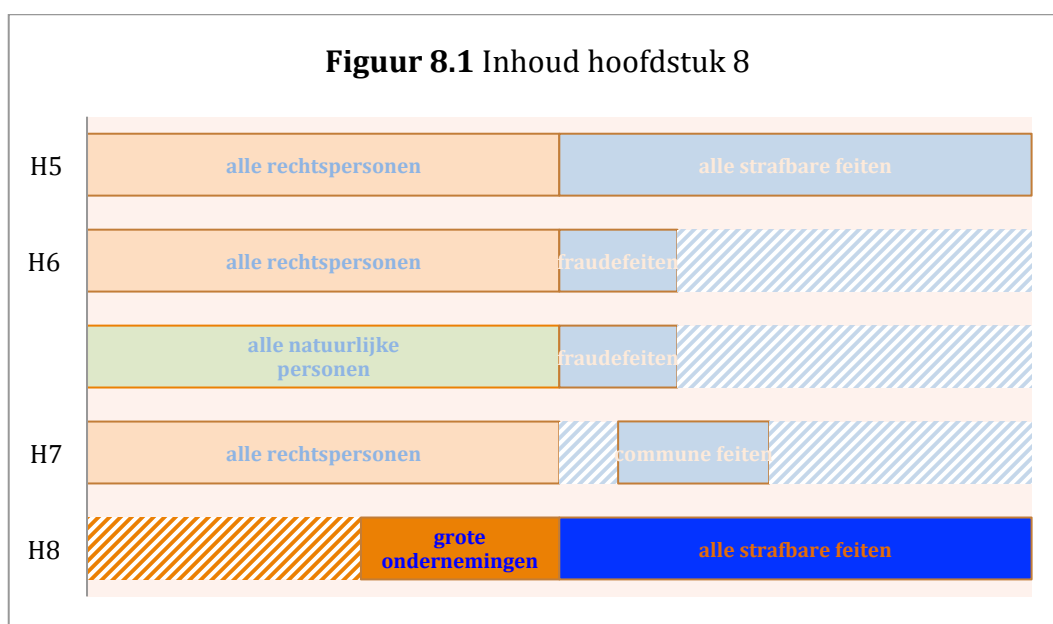 Figuur 8.1 Inhoud hoofdstuk 8
H5
alle rechtspersonen
alle strafbare feiten
H6
alle rechtspersonen
fraudefeiten
alle natuurlijke
personen
fraudefeiten
H7
alle rechtspersonen
commune feiten
H8
grote
ondernemingen
alle strafbare feiten